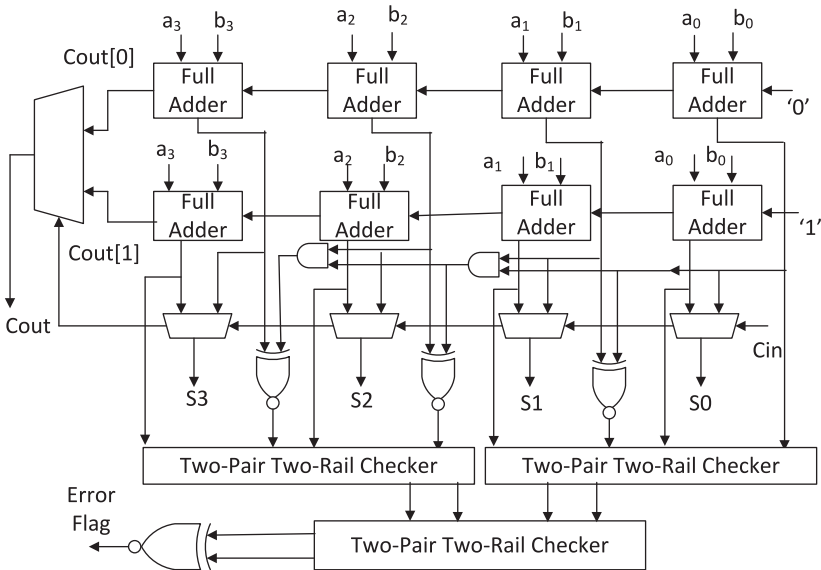 a3 b3 a2 b2 a1 b1 a0 b0
Cout[0]
Full Adder Full Adder Full Adder Full Adder
‘0’
a3 b3 a2 b2 a1 b1 a0 b0
Full Adder Full Adder Full Adder Full Adder
‘1’
Cout[1]
Cout
Cin
S3 S2 S1 S0
Two-Pair Two-Rail Checker Two-Pair Two-Rail Checker
Error
Flag
Two-Pair Two-Rail Checker